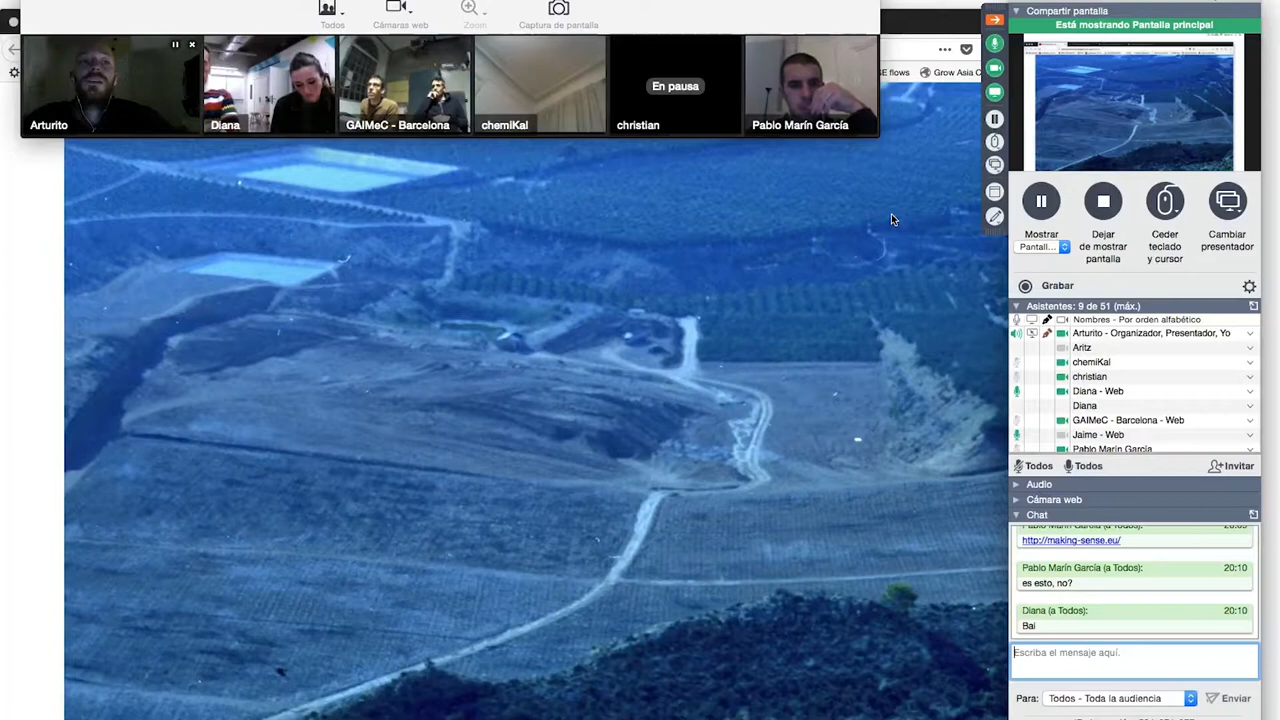 Todos
Cámaras web
Zoom
Captura de pantalla
Arturito
Diana
GAIMeC - Barcelona
chemiKal
En pausa
christian
Pablo Marín García
E flows
Grow Asia C
Compartir pantalla
Está mostrando Pantalla principal
Mostrar
Pantall...
Dejar
de mostrar
pantalla
Ceder
teclado
y cursor
Cambiar
presentador
Grabar
Asistentes: 9 de 51 (máx.)
Nombres - Por orden alfabético
Arturito - Organizador, Presentador, Yo
Aritz
chemiKal
christian
Diana - Web
Diana
GAIMeC - Barcelona - Web
Jaime - Web
Pablo Marín García
Todos
Todos
Invitar
Audio
Cámara web
Chat
Pablo Marín García (a Todos):
http://making-sense.eu/
Pablo Marín García (a Todos): 20:10
es esto, no?
Diana (a Todos): 20:10
Bai
Escriba el mensaje aquí.
Para: Todos - Toda la audiencia
Enviar